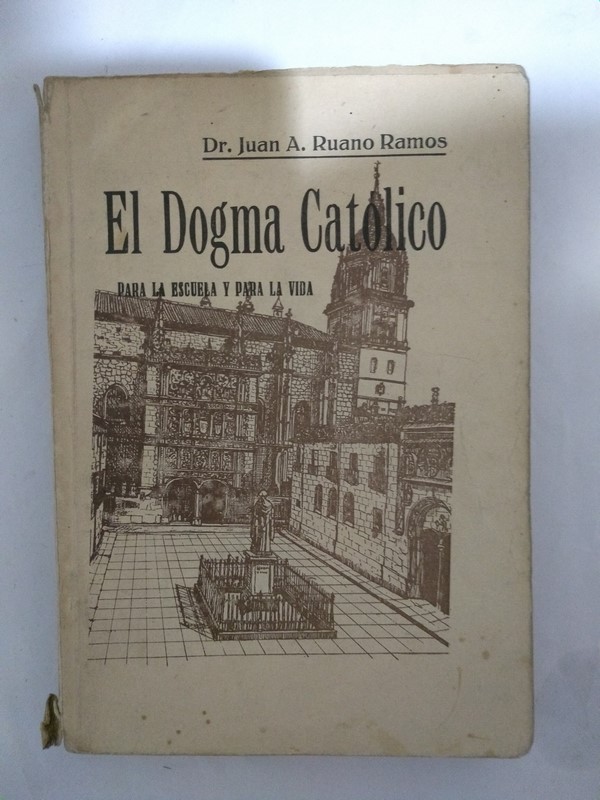 Dr. Juan A. Ruano Ramos
El Dogma Católico
PARA LA ESCUELA Y PARA LA VIDA